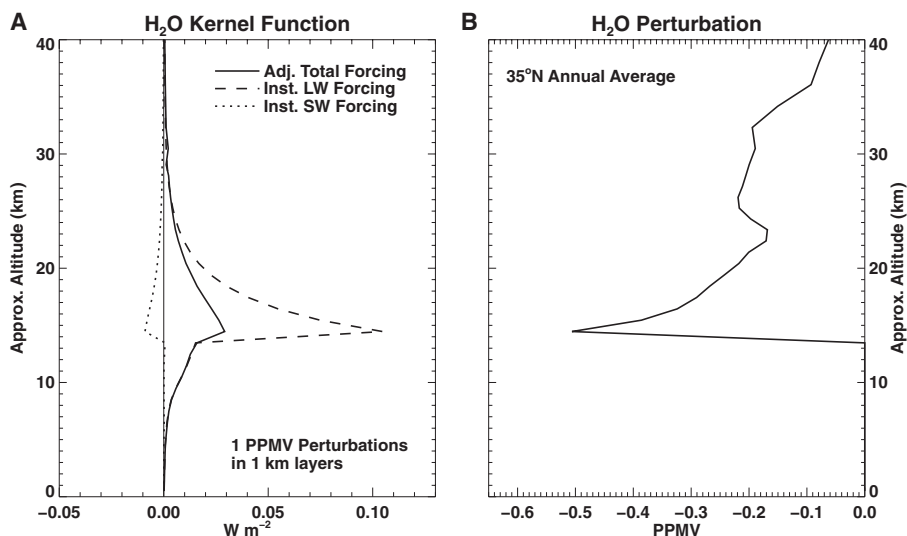 A
H₂O Kernel Function
40
30
20
10
0
Approx. Altitude (km)
Adj. Total Forcing
Inst. LW Forcing
Inst. SW Forcing
1 PPMV Perturbations
in 1 km layers
−0.05 0.00 0.05 0.10
W m⁻²
B
H₂O Perturbation
35°N Annual Average
40
30
20
10
0
Approx. Altitude (km)
−0.6 −0.5 −0.4 −0.3 −0.2 −0.1 0.0
PPMV